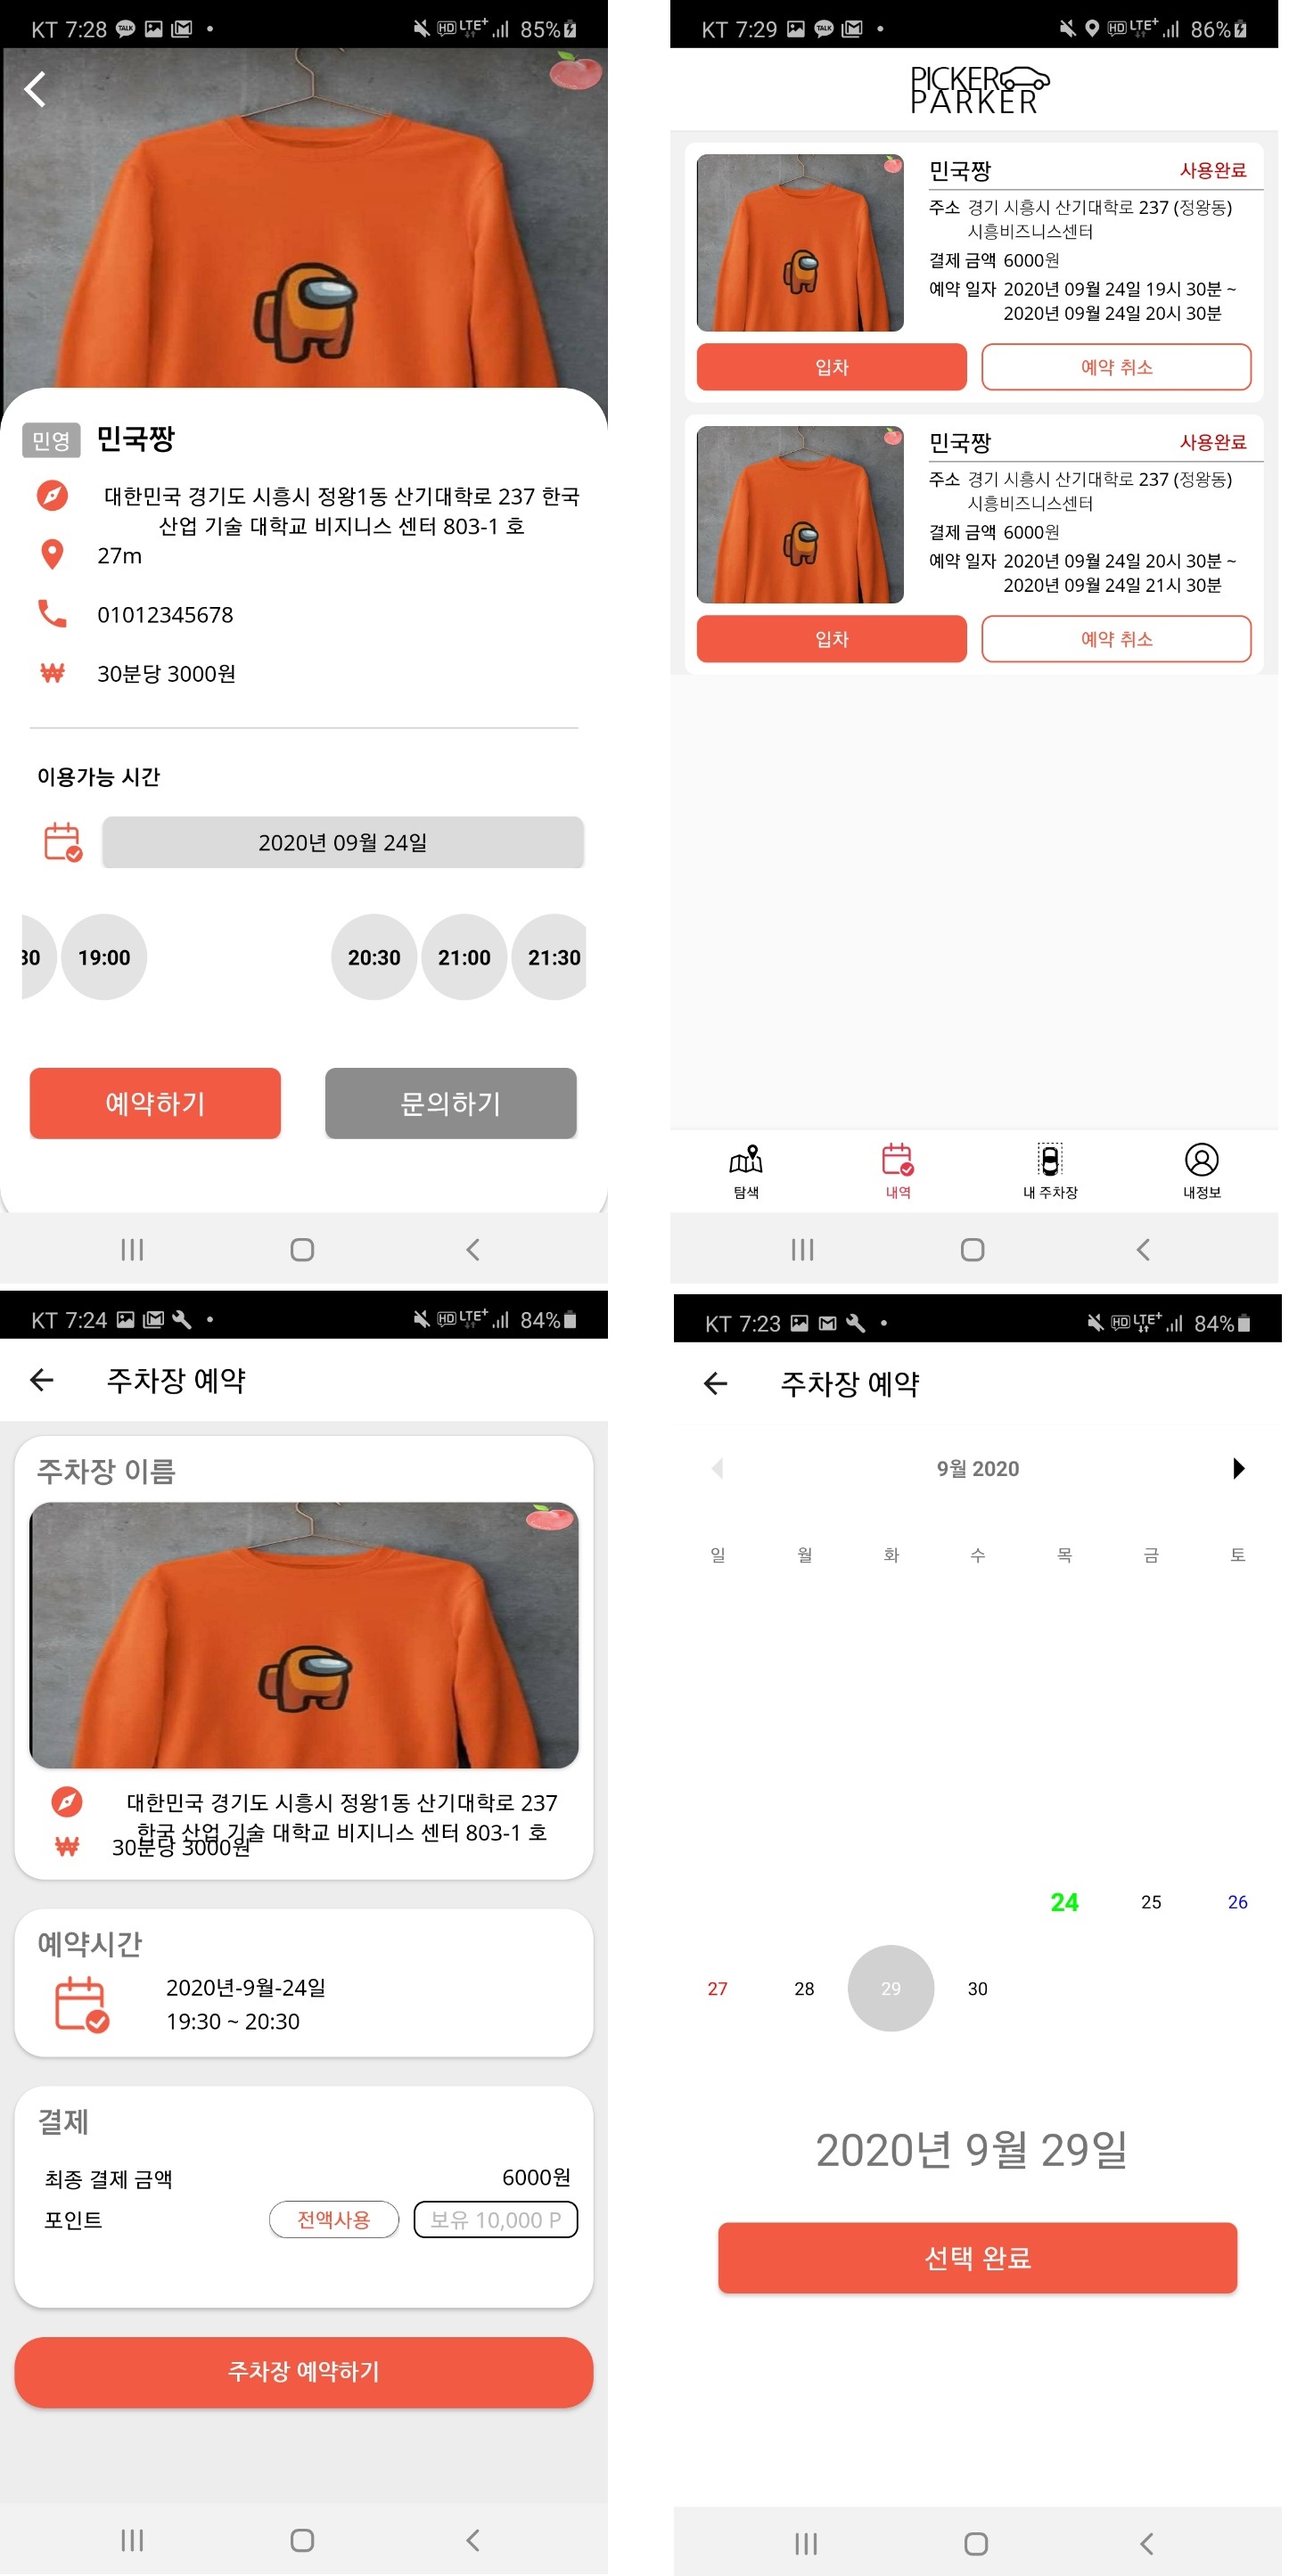 KT 7:28
TALK
HD LTE+ 85%
민영 민국짱
대한민국 경기도 시흥시 정왕1동 산기대학로 237 한국
산업 기술 대학교 비지니스 센터 803-1 호
27m
01012345678
₩ 30분당 3000원
이용가능 시간
2020년 09월 24일
30 19:00 20:30 21:00 21:30
예약하기 문의하기
KT 7:29
TALK
HD LTE+ 86%
PICKER
PARKER
민국짱 사용완료
주소 경기 시흥시 산기대학로 237 (정왕동)
시흥비즈니스센터
결제 금액 6000원
예약 일자 2020년 09월 24일 19시 30분 ~
2020년 09월 24일 20시 30분
입차 예약 취소
민국짱 사용완료
주소 경기 시흥시 산기대학로 237 (정왕동)
시흥비즈니스센터
결제 금액 6000원
예약 일자 2020년 09월 24일 20시 30분 ~
2020년 09월 24일 21시 30분
입차 예약 취소
탐색 내역 내 주차장 내정보
KT 7:24
HD LTE+ 84%
주차장 예약
주차장 이름
대한민국 경기도 시흥시 정왕1동 산기대학로 237
한국 산업 기술 대학교 비지니스 센터 803-1 호
₩ 30분당 3000원
예약시간
2020년-9월-24일
19:30 ~ 20:30
결제
최종 결제 금액 6000원
포인트 전액사용 보유 10,000 P
주차장 예약하기
KT 7:23
HD LTE+ 84%
주차장 예약
9월 2020
일 월 화 수 목 금 토
24 25 26
27 28 29 30
2020년 9월 29일
선택 완료